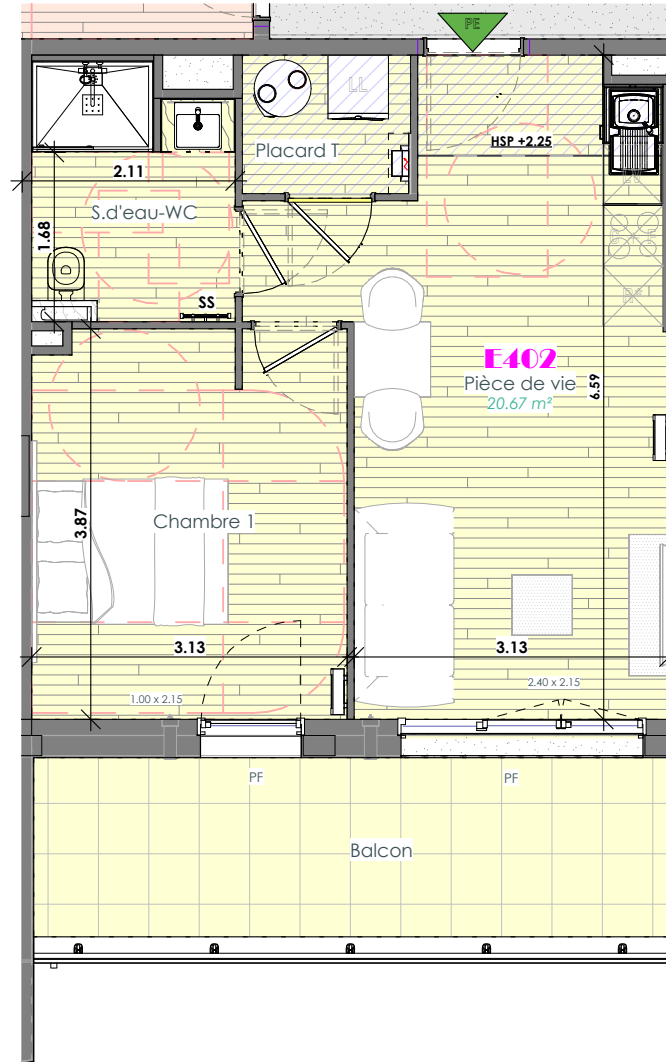 PE
LL
HSP +2.25
Placard T
2.11
S.d'eau-WC
1.68
SS
E402
Pièce de vie
20.67 m²
6.59
Chambre 1
3.87
3.13
3.13
1.00 x 2.15
2.40 x 2.15
PF
PF
Balcon